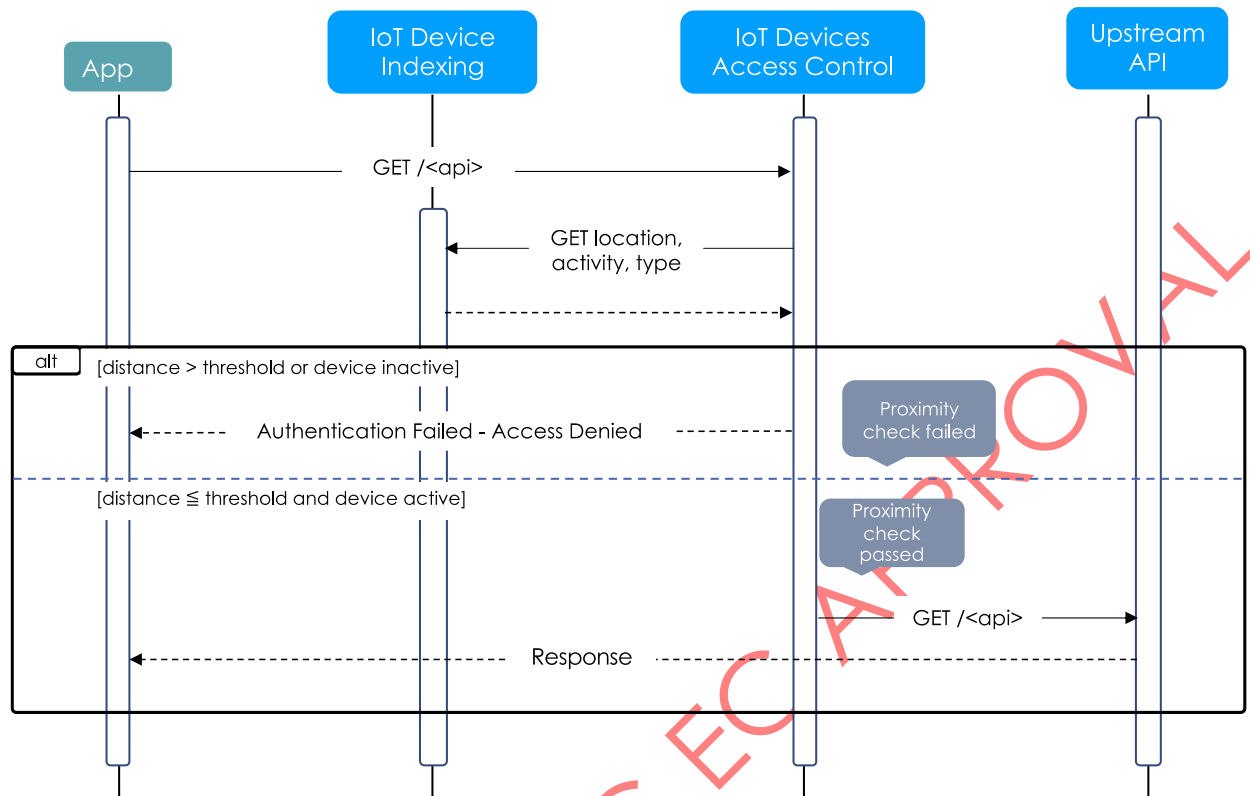 App
IoT Device
Indexing
IoT Devices
Access Control
Upstream
API
GET /<api>
GET location,
activity, type
alt
[distance > threshold or device inactive]
Authentication Failed - Access Denied
Proximity
check failed
[distance ≦ threshold and device active]
Proximity
check
passed
GET /<api>
Response
EC APPROVAL